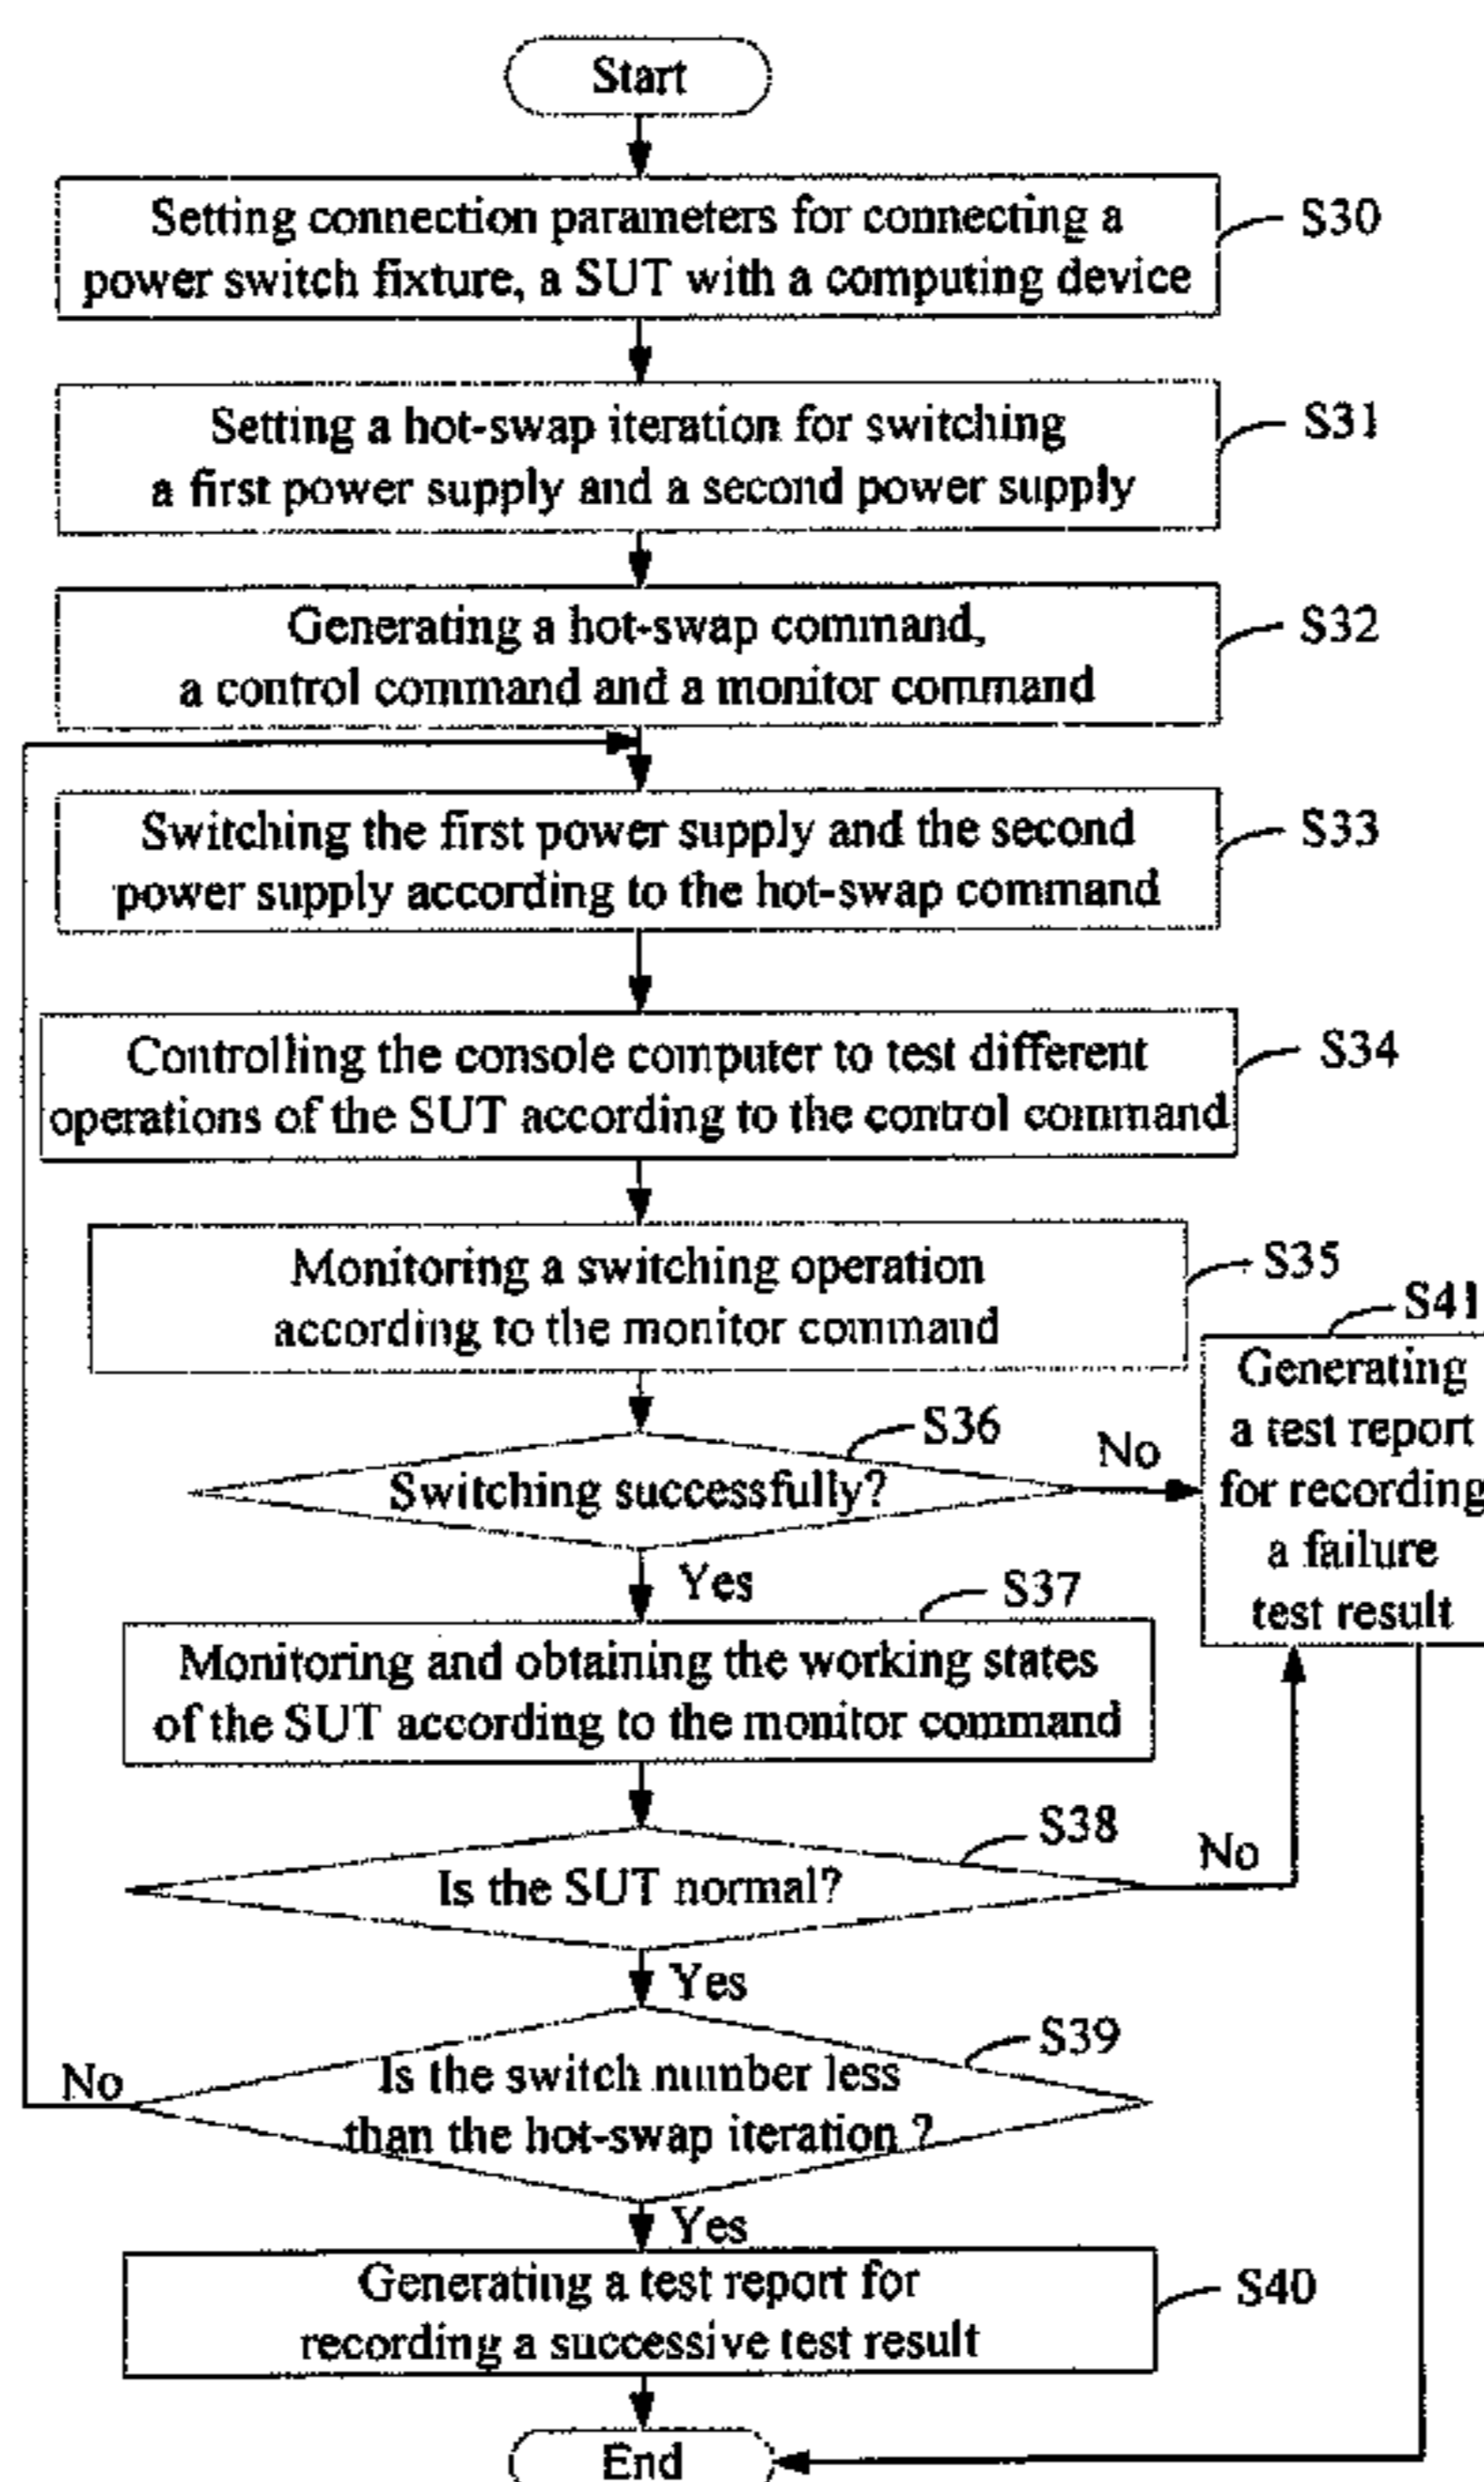 Start
Setting connection parameters for connecting a
power switch fixture, a SUT with a computing device
S30
Setting a hot-swap iteration for switching
a first power supply and a second power supply
S31
Generating a hot-swap command,
a control command and a monitor command
S32
Switching the first power supply and the second
power supply according to the hot-swap command
S33
Controlling the console computer to test different
operations of the SUT according to the control command
S34
Monitoring a switching operation
according to the monitor command
S35
S41
Generating
a test report
for recording
a failure
test result
S36
Switching successfully?
No
Yes
S37
Monitoring and obtaining the working states
of the SUT according to the monitor command
S38
Is the SUT normal?
No
Yes
S39
Is the switch number less
than the hot-swap iteration ?
No
Yes
Generating a test report for
recording a successive test result
S40
End